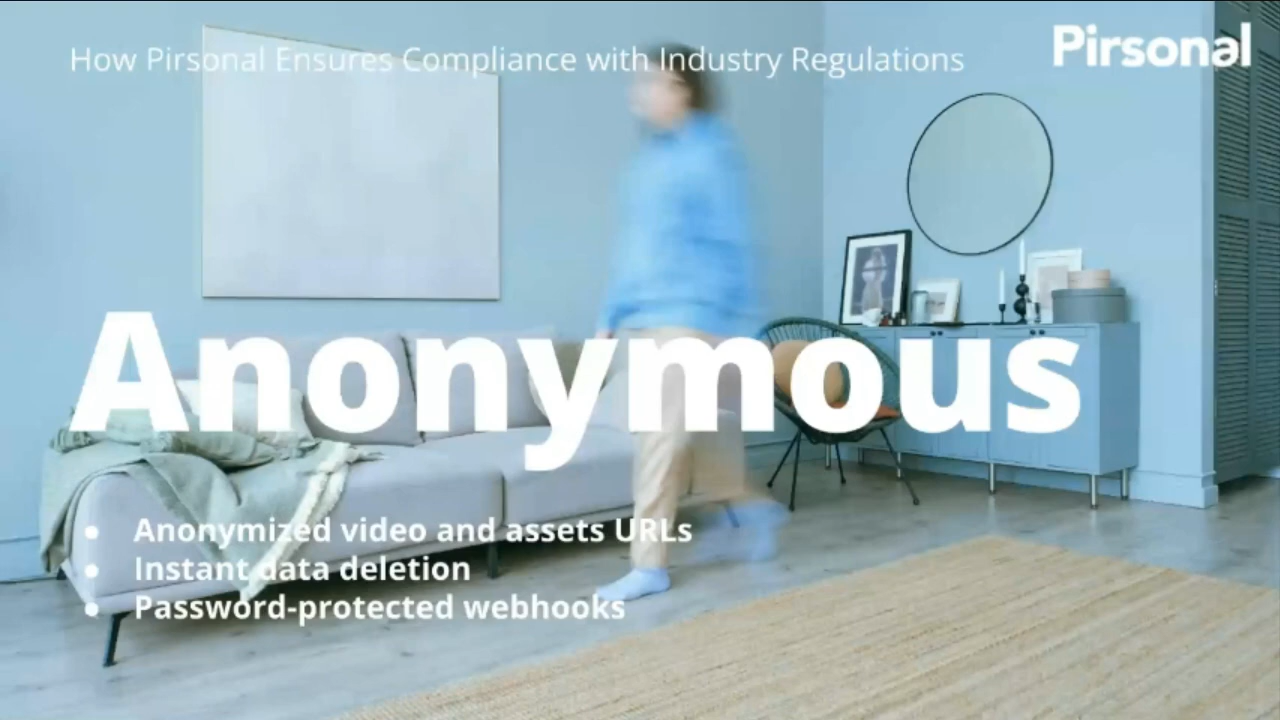 How Pirsonal Ensures Compliance with Industry Regulations
Pirsonal
Anonymous
• Anonymized video and assets URLs
• Instant data deletion
• Password-protected webhooks